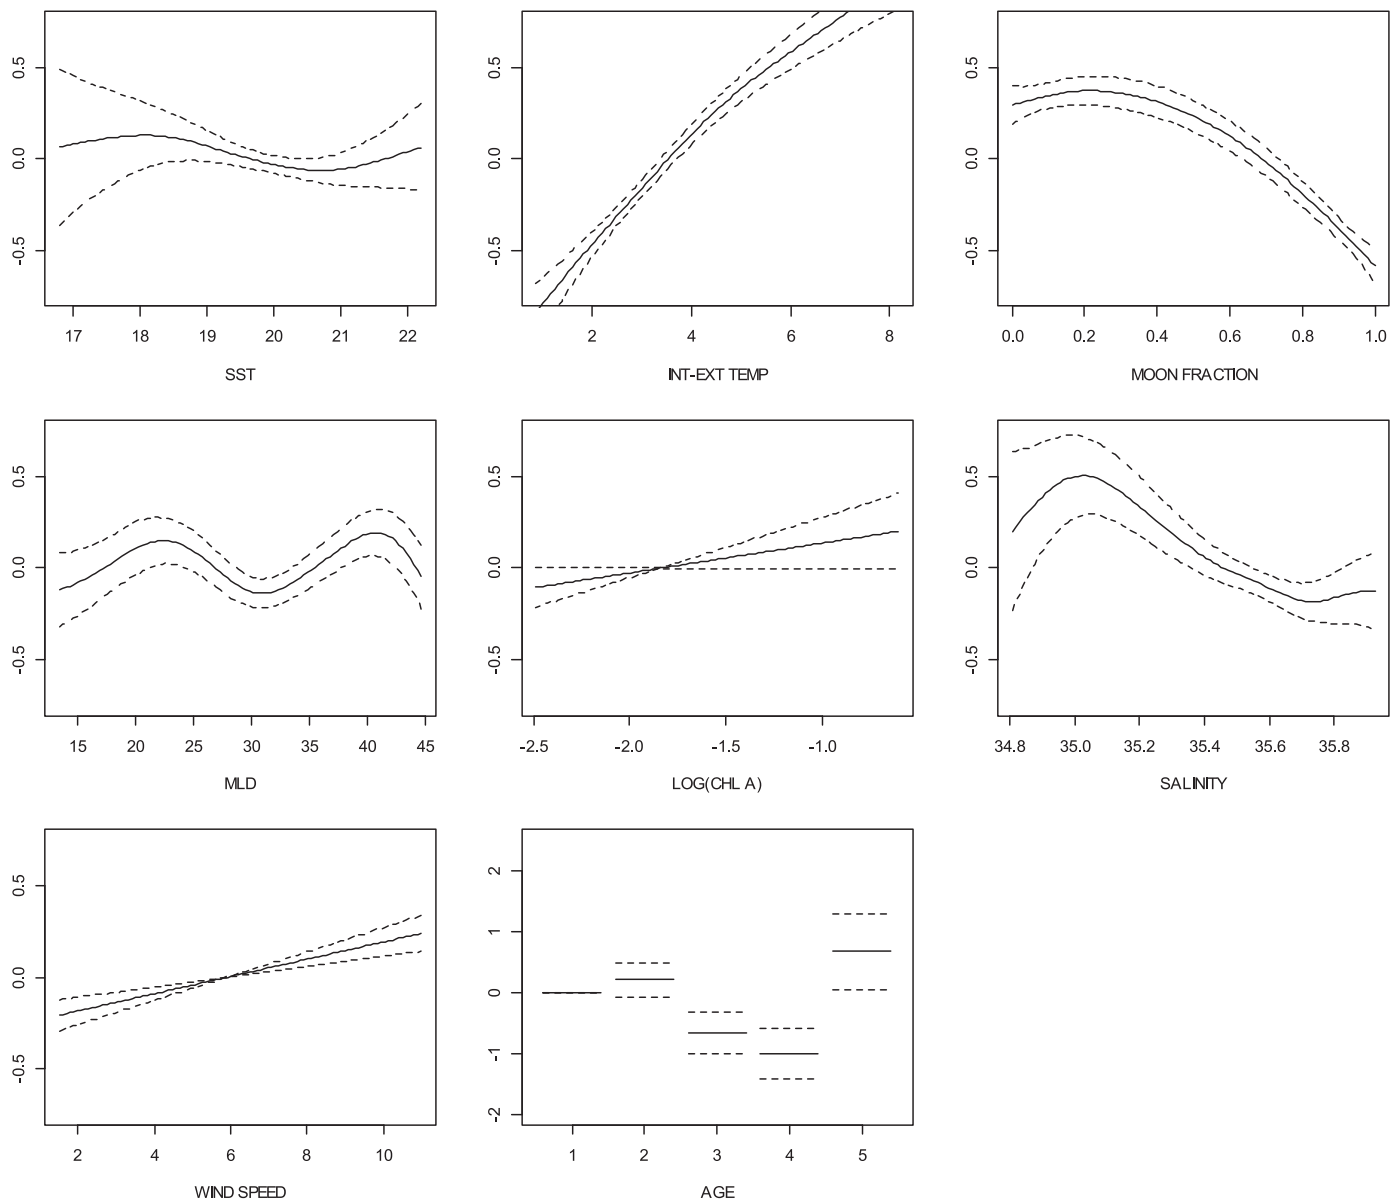 0.5
0.0
-0.5
17 18 19 20 21 22
SST
0.5
0.0
-0.5
2 4 6 8
INT-EXT TEMP
0.5
0.0
-0.5
0.0 0.2 0.4 0.6 0.8 1.0
MOON FRACTION
0.5
0.0
-0.5
15 20 25 30 35 40 45
MLD
0.5
0.0
-0.5
-2.5 -2.0 -1.5 -1.0
LOG(CHL A)
0.5
0.0
-0.5
34.8 35.0 35.2 35.4 35.6 35.8
SALINITY
0.5
0.0
-0.5
2 4 6 8 10
WIND SPEED
2
1
0
-1
-2
1 2 3 4 5
AGE